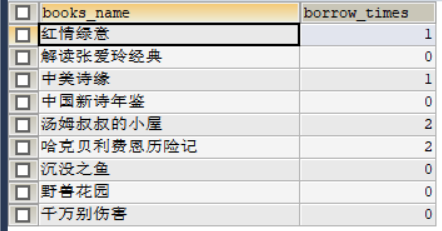 books_name borrow_times
红情绿意 1
解读张爱玲经典 0
中美诗缘 1
中国新诗年鉴 0
汤姆叔叔的小屋 2
哈克贝利费恩历险记 2
沉没之鱼 0
野兽花园 0
千万别伤害 0